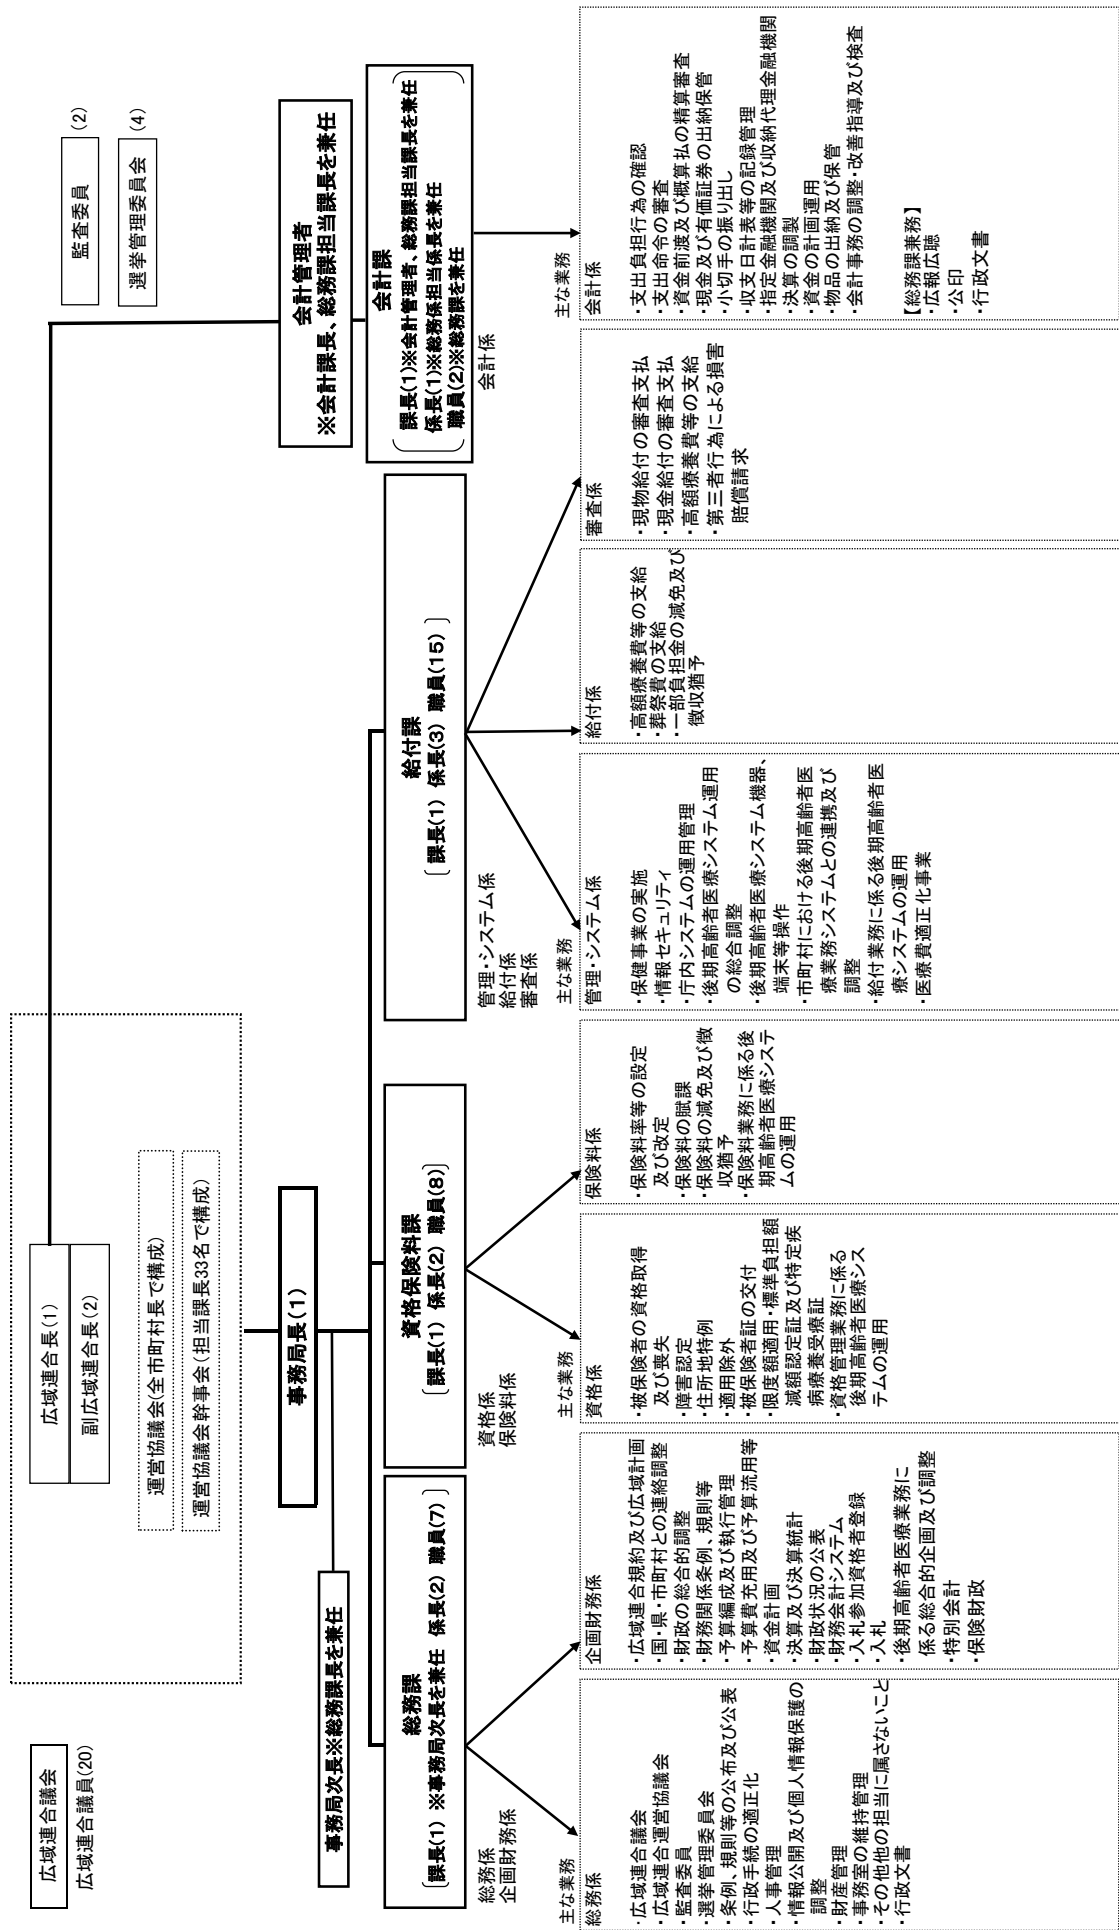 広域連合議会
広域連合議員(20)
広域連合長(1)
副広域連合長(2)
運営協議会(全市町村長で構成)
運営協議会幹事会(担当課長33名で構成)
監査委員
(2)
選挙管理委員会
(4)
事務局長(1)
事務局次長※総務課長を兼任
会計管理者
※会計課長、総務課担当課長を兼任
総務課
課長(1) ※事務局次長を兼任 係長(2) 職員(7)
総務係
企画財務係
資格保険料課
課長(1) 係長(2) 職員(8)
資格係
保険料係
給付課
課長(1) 係長(3) 職員(15)
管理・システム係
給付係
審査係
会計課
課長(1)※会計管理者、総務課担当課長を兼任
係長(1)※総務係担当係長を兼任
職員(2)※総務課を兼任
会計係
主な業務
総務係
・広域連合議会
・広域連合運営協議会
・監査委員
・選挙管理委員会
・条例、規則等の公布及び公表
・行政手続の適正化
・人事管理
・情報公開及び個人情報保護の
調整
・財産管理
・事務室の維持管理
・その他他の担当に属さないこと
・行政文書
企画財務係
・広域連合規約及び広域計画
・国・県・市町村との連絡調整
・財政の総合的調整
・財務関係条例、規則等
・予算編成及び執行管理
・予算費充用及び予算流用等
・資金計画
・決算及び決算統計
・財政状況の公表
・財務会計システム
・入札参加資格者登録
・入札
・後期高齢者医療業務に
係る総合的企画及び調整
・特別会計
・保険財政
主な業務
資格係
・被保険者の資格取得
及び喪失
・障害認定
・住所地特例
・適用除外
・被保険者証の交付
・限度額適用・標準負担額
減額認定証及び特定疾
病療養受療証
・資格管理業務に係る
後期高齢者医療シス
テムの運用
保険料係
・保険料率等の設定
及び改定
・保険料の賦課
・保険料の減免及び徴
収猶予
・保険料業務に係る後
期高齢者医療システ
ムの運用
主な業務
管理・システム係
・保健事業の実施
・情報セキュリティ
・庁内システムの運用管理
・後期高齢者医療システム運用
の総合調整
・後期高齢者医療システム機器、
端末等操作
・市町村における後期高齢者医
療業務システムとの連携及び
調整
・給付業務に係る後期高齢者医
療システムの運用
・医療費適正化事業
給付係
・高額療養費等の支給
・葬祭費の支給
・一部負担金の減免及び
徴収猶予
審査係
・現物給付の審査支払
・現金給付の審査支払
・高額療養費等の支給
・第三者行為による損害
賠償請求
主な業務
会計係
・支出負担行為の確認
・支出命令の審査
・資金前渡及び概算払の精算審査
・現金及び有価証券の出納保管
・小切手の振り出し
・収支日計表等の記録管理
・指定金融機関及び収納代理金融機関
・決算の調製
・資金の計画運用
・物品の出納及び保管
・会計事務の調整・改善指導及び検査
【総務課兼務】
・広報広聴
・公印
・行政文書